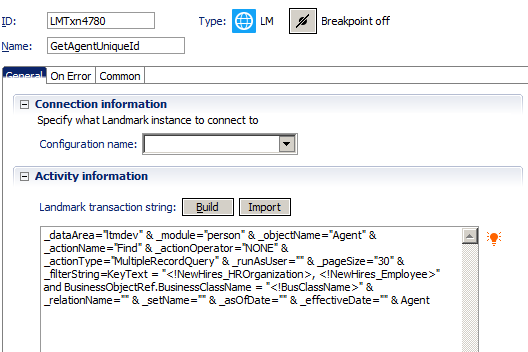 ID: LMTxn4780 Type: LM Breakpoint off
Name: GetAgentUniqueId
General On Error Common
Connection information
Specify what Landmark instance to connect to
Configuration name:
Activity information
Landmark transaction string: Build Import
_dataArea="ltmdev" & _module="person" & _objectName="Agent" &
_actionName="Find" & _actionOperator="NONE" &
_actionType="MultipleRecordQuery" & _runAsUser="" & _pageSize="30" &
_filterString=KeyText = "<!NewHires_HROrganization>, <!NewHires_Employee>"
and BusinessObjectRef.BusinessClassName = "<!BusClassName>" &
_relationName="" & _setName="" & _asOfDate="" & _effectiveDate="" & Agent